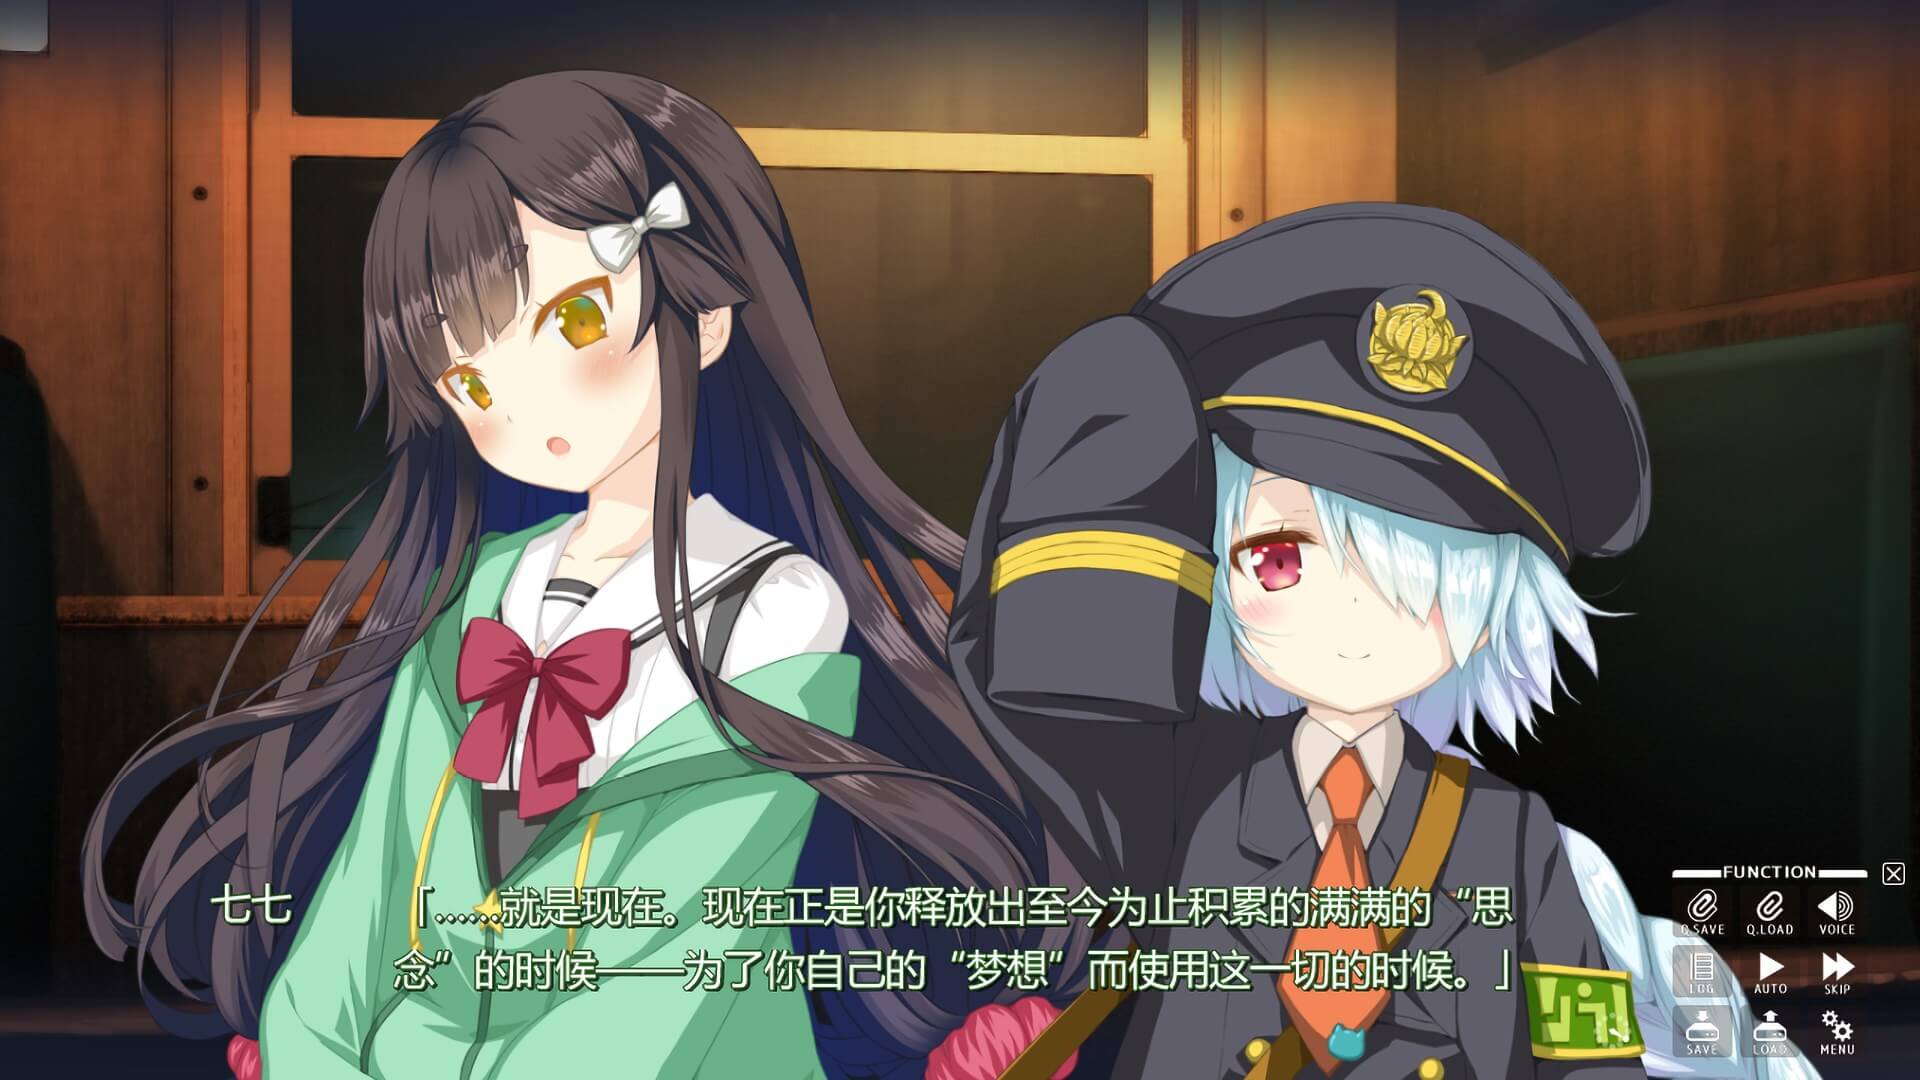 七七 「……就是现在。现在正是你释放出至今为止积累的满满的“思
念”的时候——为了你自己的“梦想”而使用这一切的时候。」
FUNCTION
Q.SAVE Q.LOAD VOICE
LOG AUTO SKIP
SAVE LOAD MENU